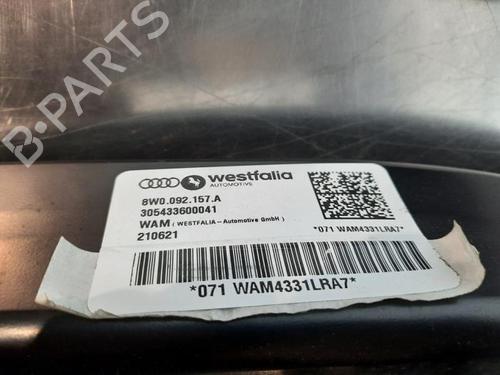 westfalia
AUTOMOTIVE
8W0.092.157.A
305433600041
WAM ( WESTFALIA-Automotive GmbH )
210621
*071 WAM4331LRA7*
*071 WAM4331LRA7*
B-PARTS